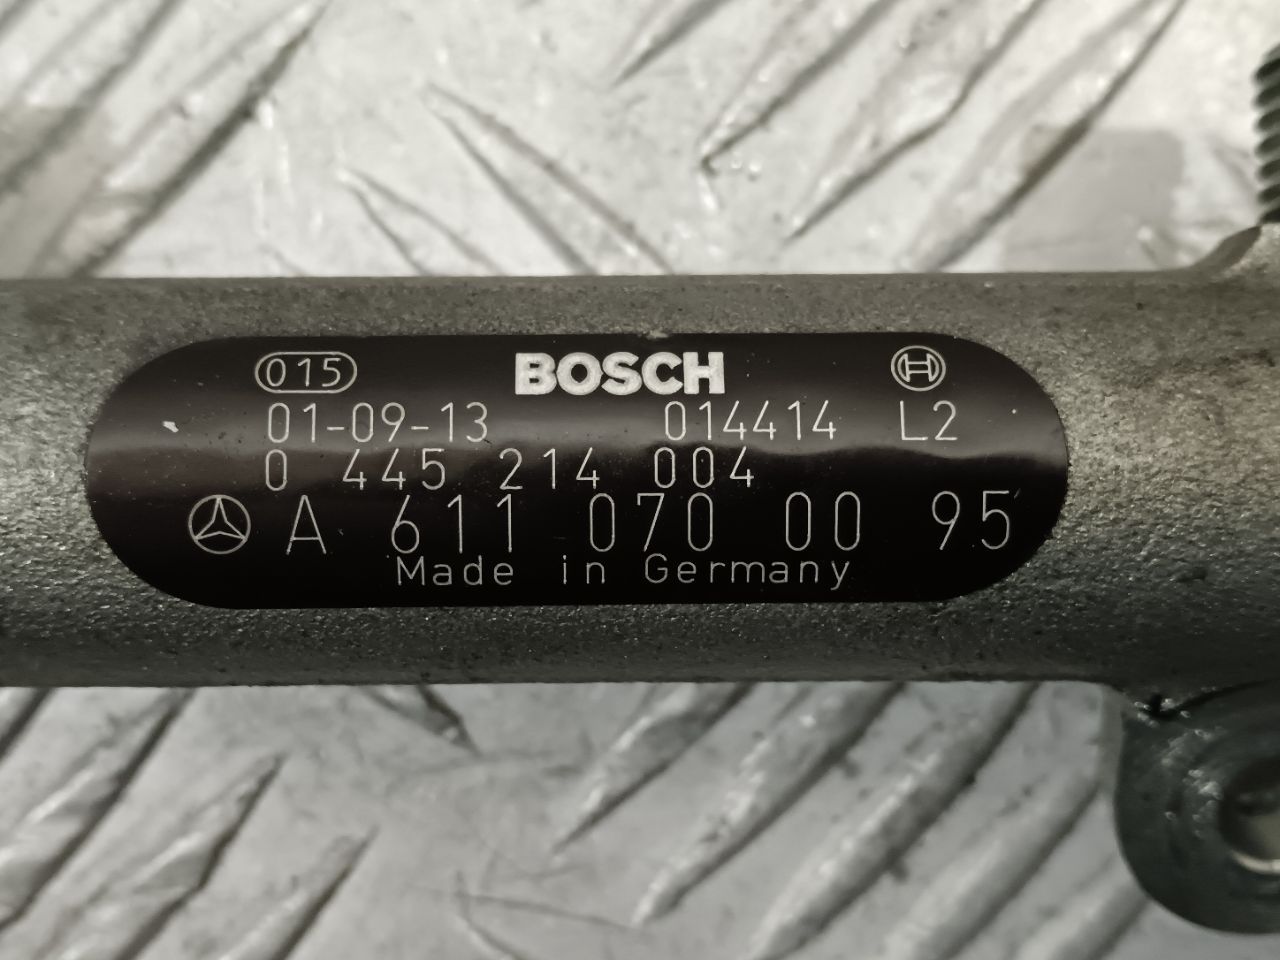 015 BOSCH
01-09-13 014414 L2
0 445 214 004
A 611 070 00 95
Made in Germany